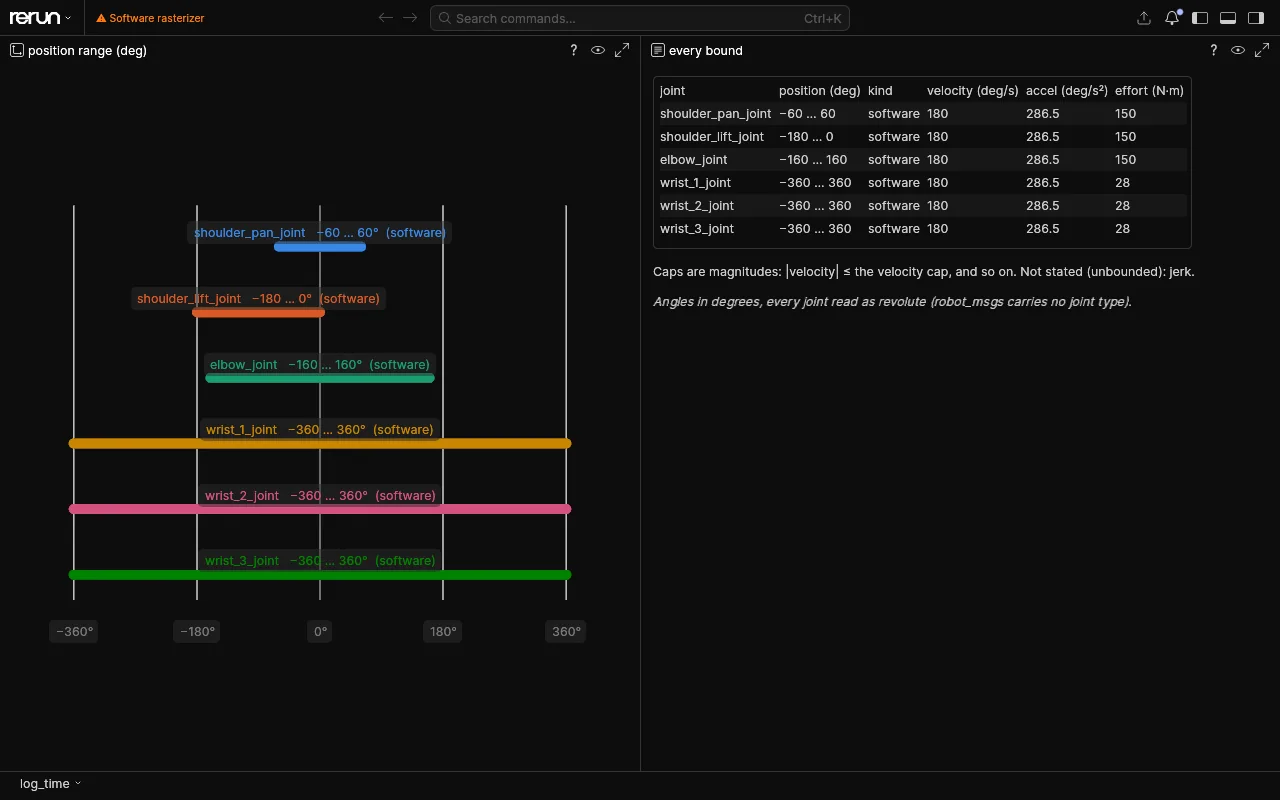 rerun
Software rasterizer
Search commands...
Ctrl+K
position range (deg)
?
shoulder_pan_joint −60 … 60° (software)
shoulder_lift_joint −180 … 0° (software)
elbow_joint −160 … 160° (software)
wrist_1_joint −360 … 360° (software)
wrist_2_joint −360 … 360° (software)
wrist_3_joint −360 … 360° (software)
−360° −180° 0° 180° 360°
every bound
?
joint position (deg) kind velocity (deg/s) accel (deg/s²) effort (N·m)
shoulder_pan_joint −60 … 60 software 180 286.5 150
shoulder_lift_joint −180 … 0 software 180 286.5 150
elbow_joint −160 … 160 software 180 286.5 150
wrist_1_joint −360 … 360 software 180 286.5 28
wrist_2_joint −360 … 360 software 180 286.5 28
wrist_3_joint −360 … 360 software 180 286.5 28
Caps are magnitudes: |velocity| ≤ the velocity cap, and so on. Not stated (unbounded): jerk.
Angles in degrees, every joint read as revolute (robot_msgs carries no joint type).
log_time